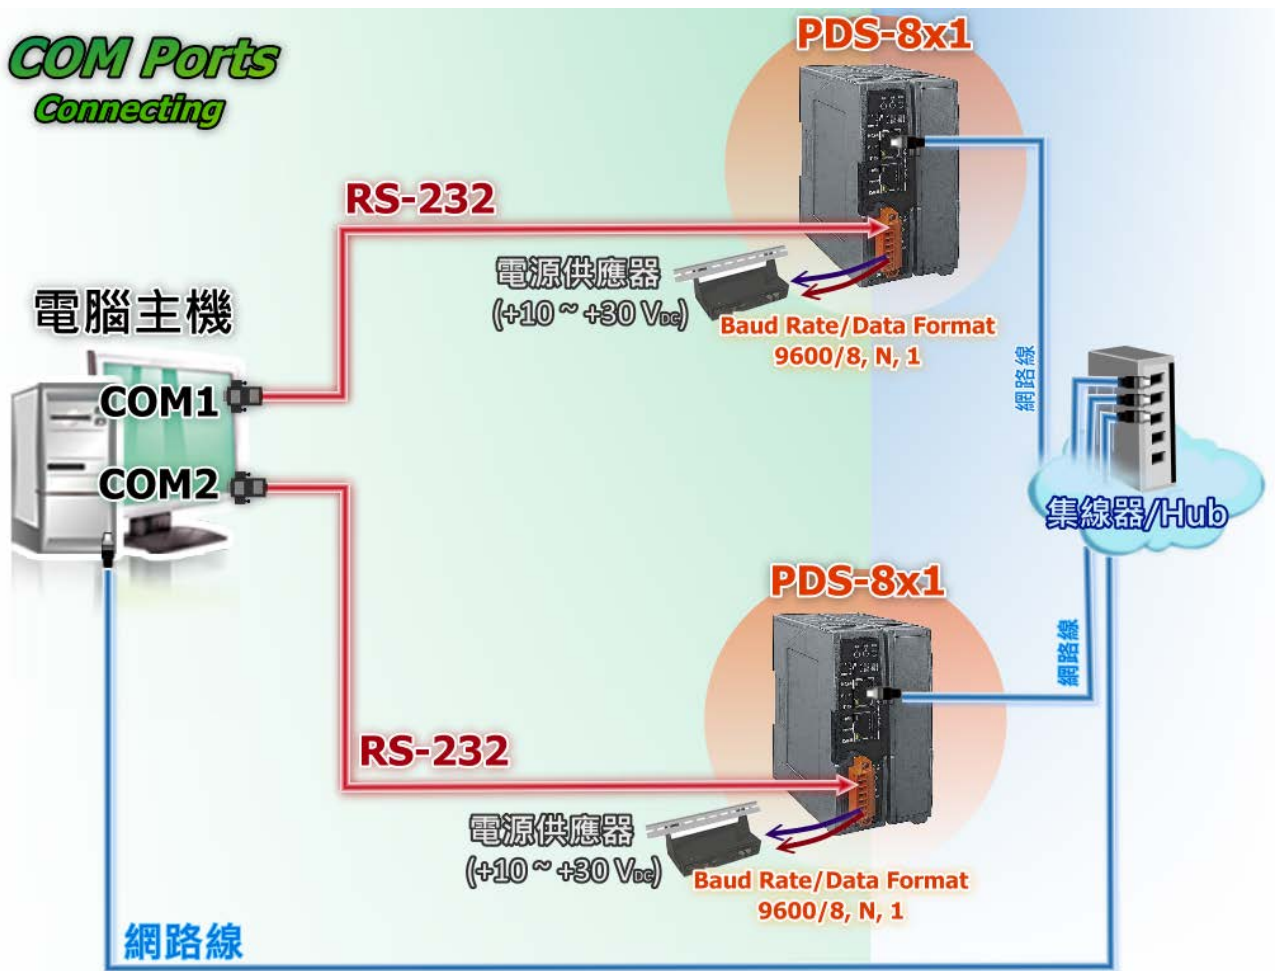 COM Ports
Connecting
PDS-8x1
RS-232
電源供應器
(+10 ~ +30 VDC)
Baud Rate/Data Format
9600/8, N, 1
電腦主機
COM1
COM2
網路線
集線器/Hub
PDS-8x1
網路線
RS-232
電源供應器
(+10 ~ +30 VDC)
Baud Rate/Data Format
9600/8, N, 1
網路線